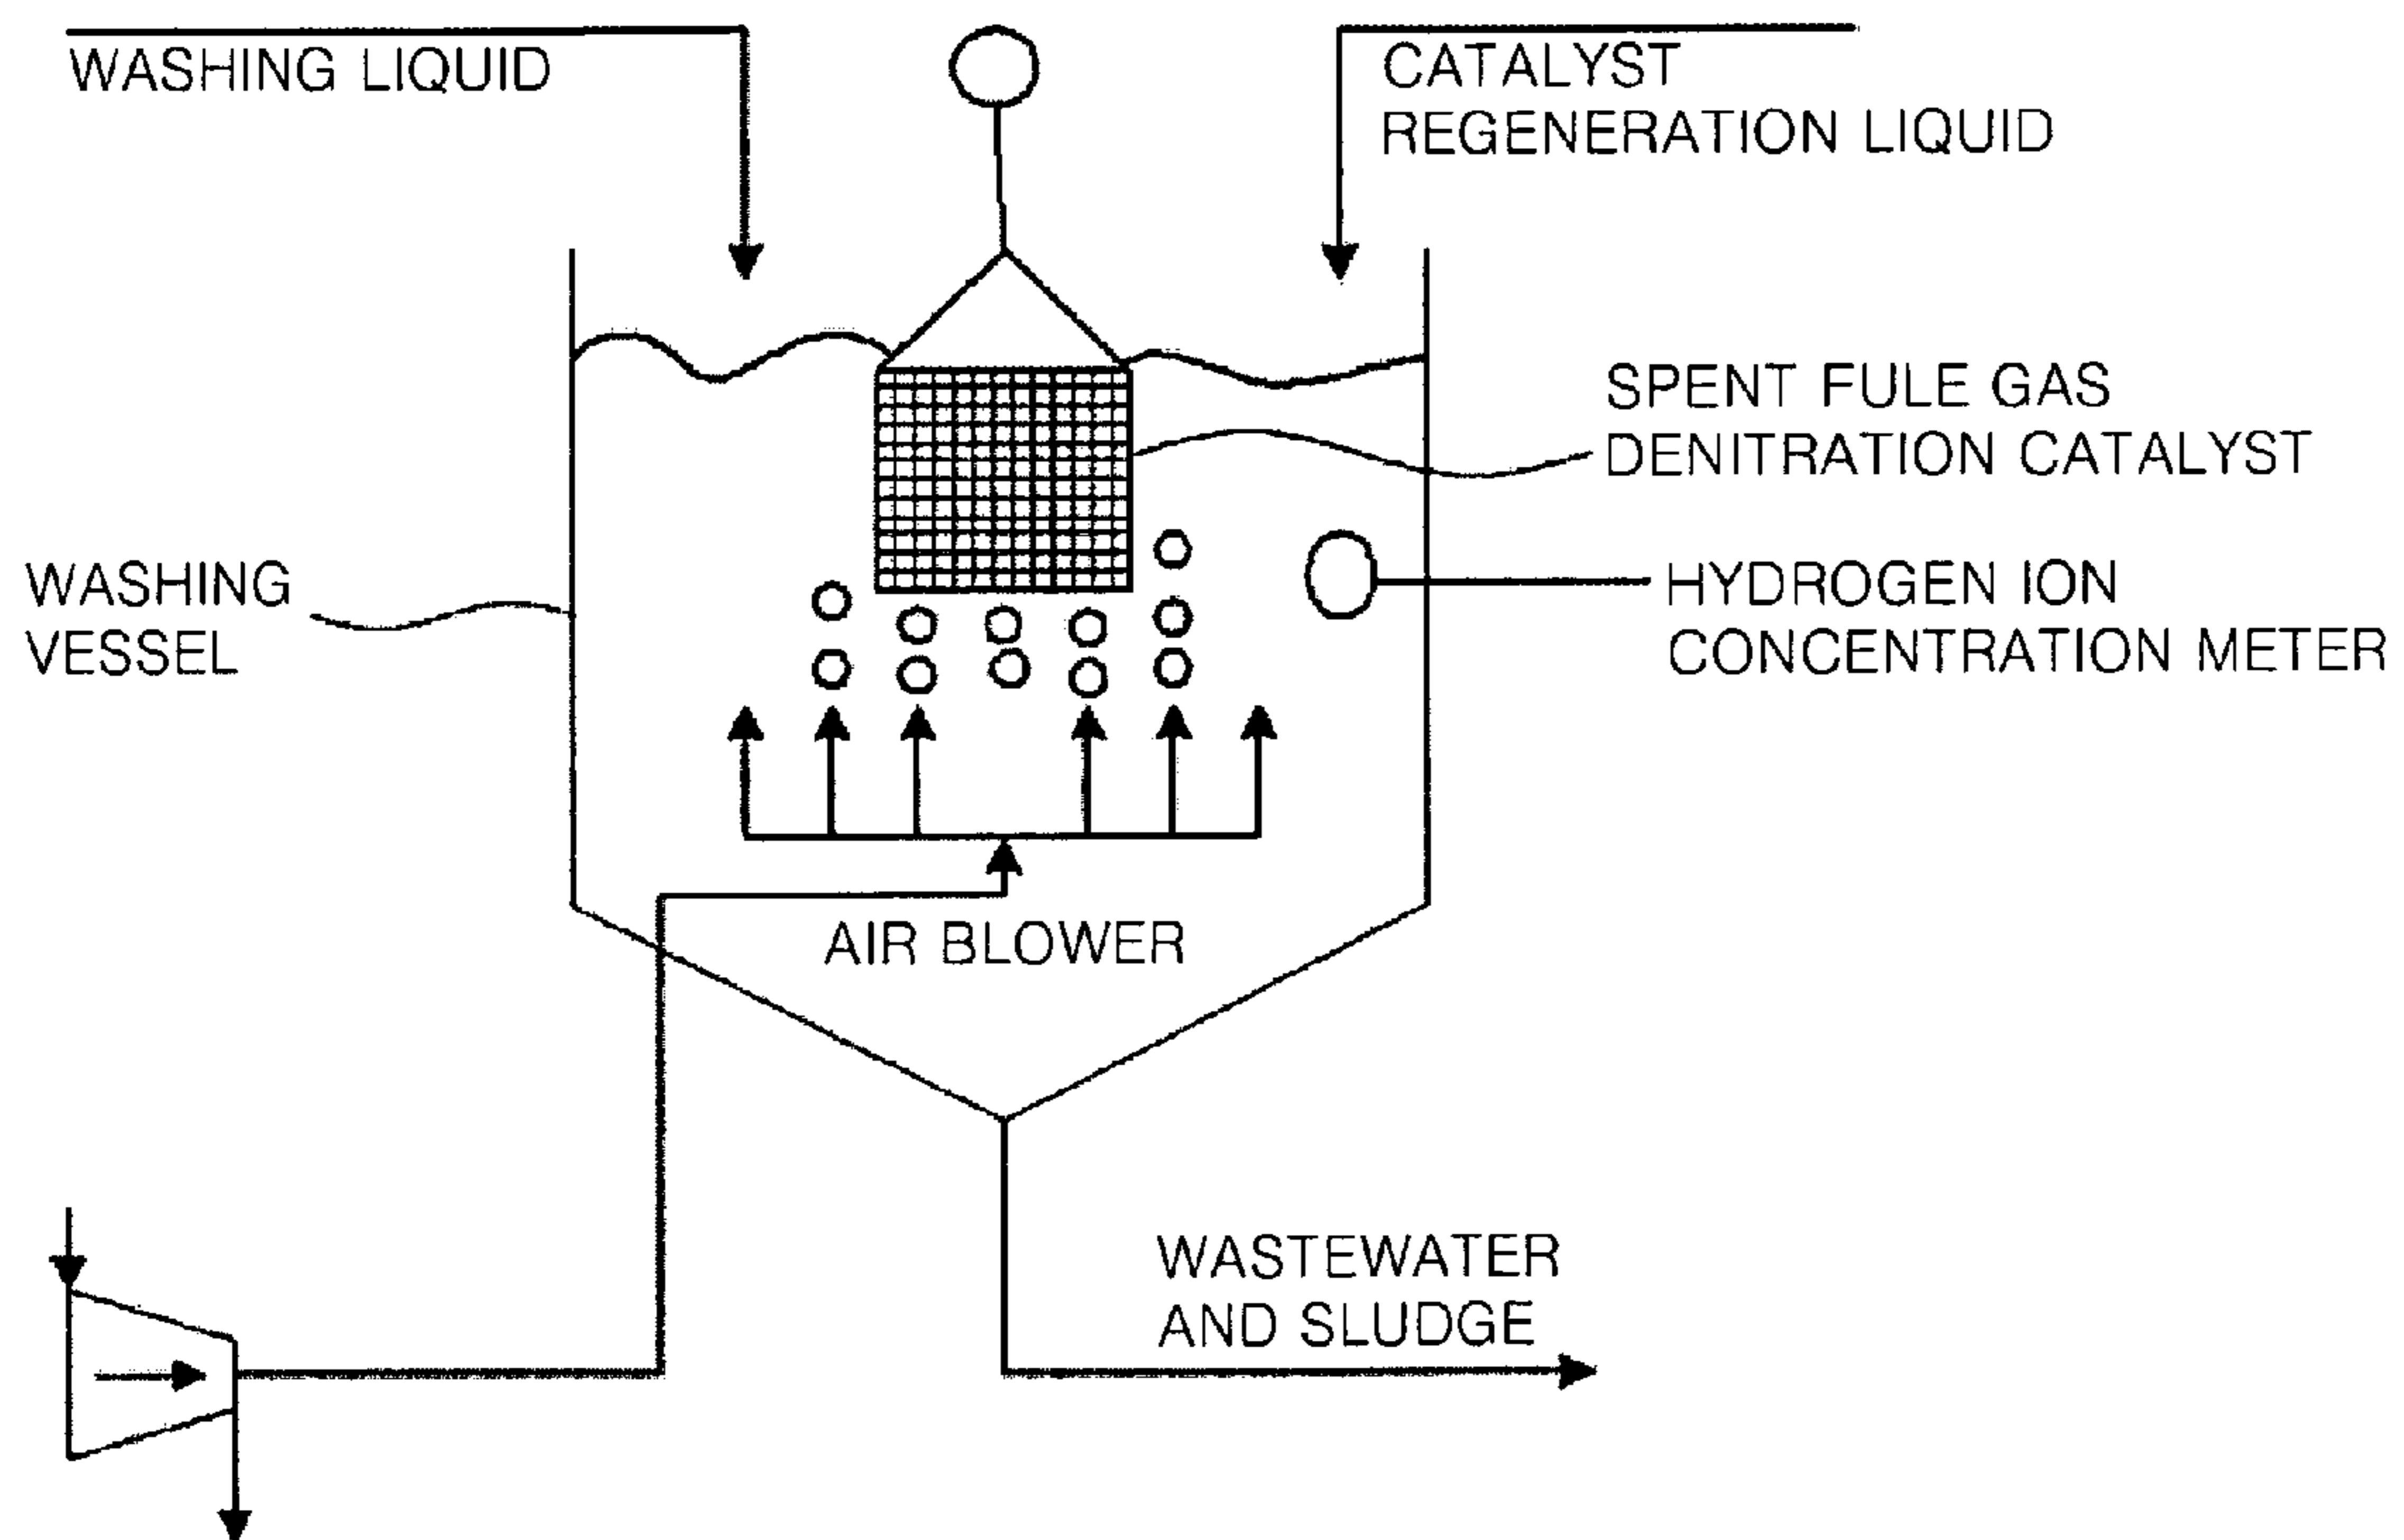 WASHING LIQUID
CATALYST
REGENERATION LIQUID
SPENT FULE GAS
DENITRATION CATALYST
WASHING
VESSEL
HYDROGEN ION
CONCENTRATION METER
AIR BLOWER
WASTEWATER
AND SLUDGE